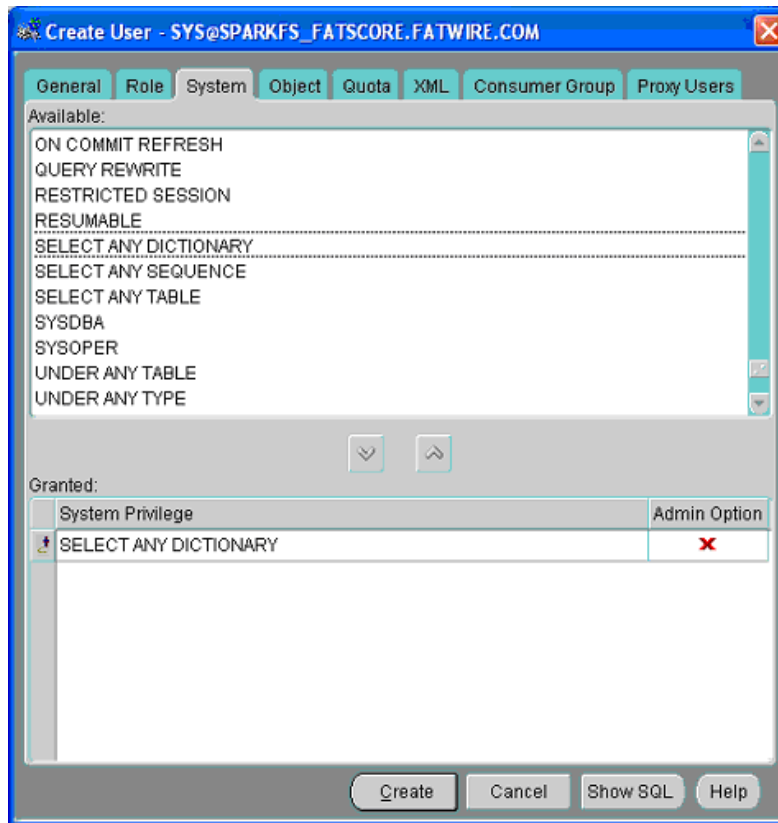 Create User - SYS@SPARKFS_FATSCORE.FATWIRE.COM
General Role System Object Quota XML Consumer Group Proxy Users
Available:
ON COMMIT REFRESH
QUERY REWRITE
RESTRICTED SESSION
RESUMABLE
SELECT ANY DICTIONARY
SELECT ANY SEQUENCE
SELECT ANY TABLE
SYSDBA
SYSOPER
UNDER ANY TABLE
UNDER ANY TYPE
Granted:
System Privilege Admin Option
SELECT ANY DICTIONARY
Create Cancel Show SQL Help